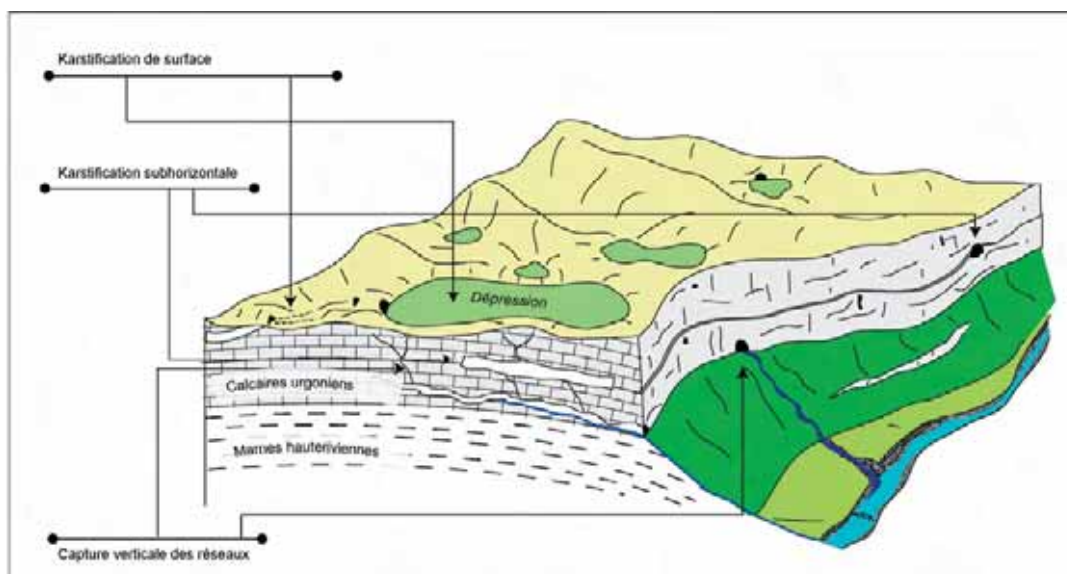 Karstification de surface
Karstification subhorizontale
Dépression
Calcaires urgoniens
Marnes hauteriviennes
Capture verticale des réseaux